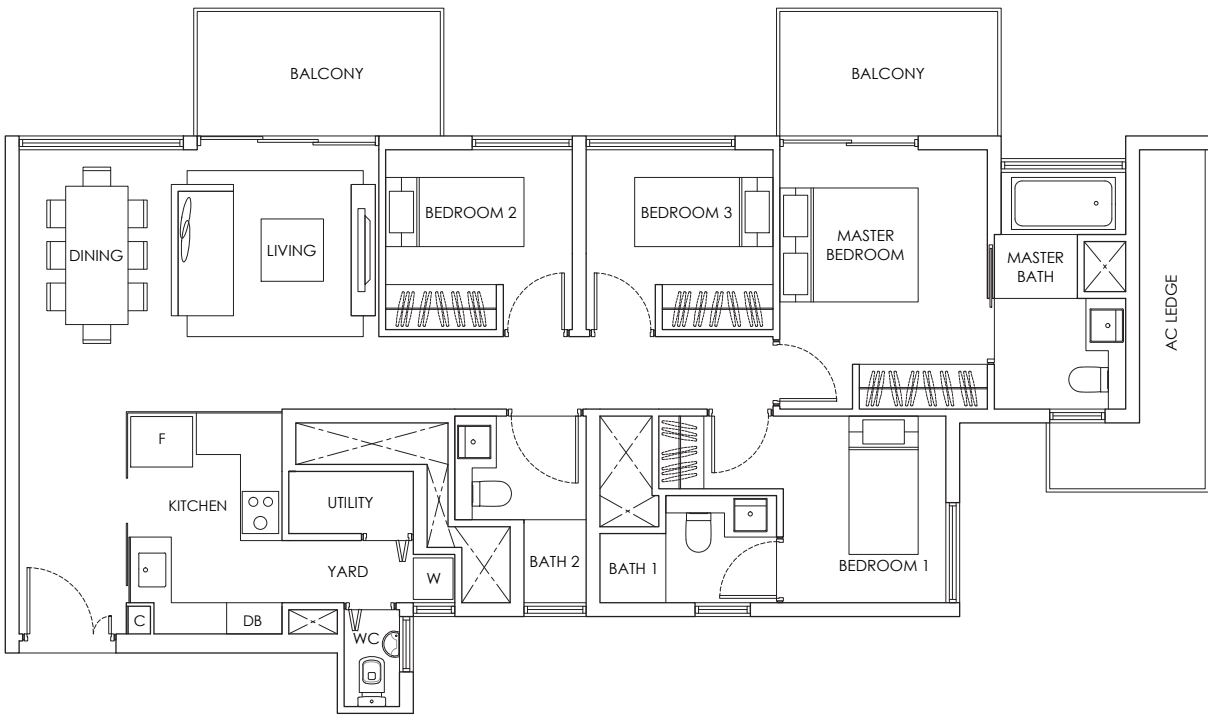 BALCONY
BALCONY
BEDROOM 2
BEDROOM 3
MASTER
BEDROOM
DINING
LIVING
MASTER
BATH
AC LEDGE
F
KITCHEN
UTILITY
YARD
W
BATH 2
BATH 1
BEDROOM 1
C
DB
WC